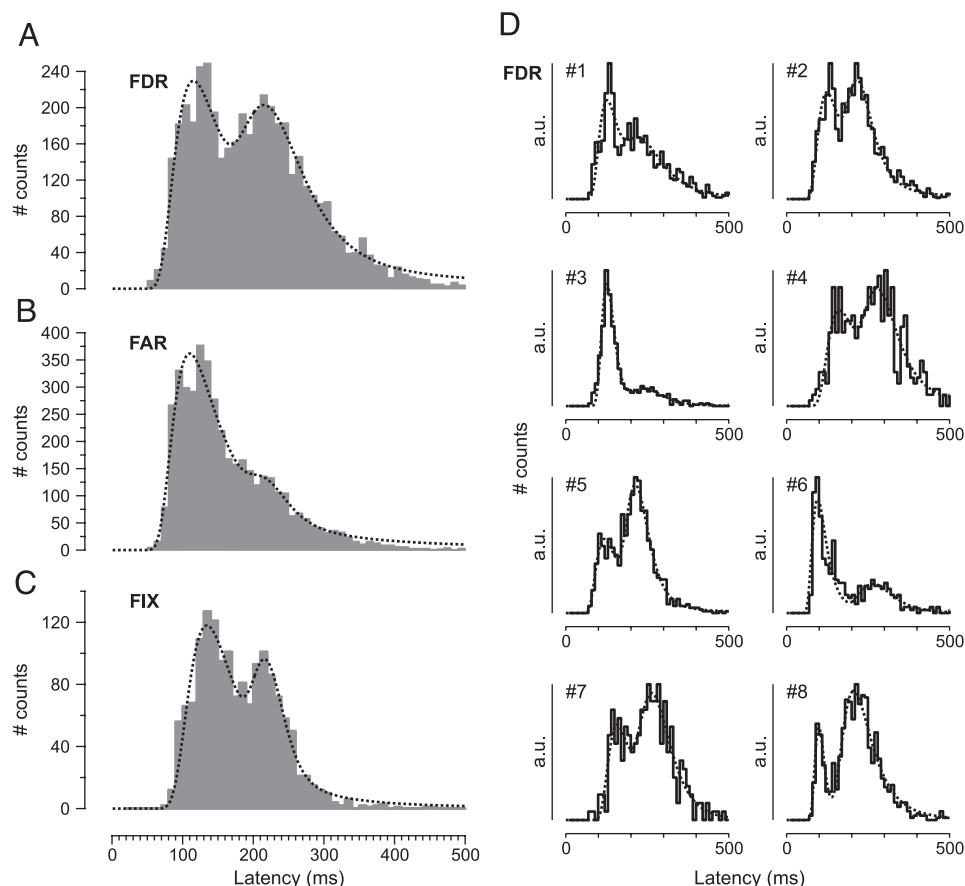 A
FDR
240
200
160
120
80
40
0
# counts
B
FAR
400
350
300
250
200
150
100
50
0
# counts
C
FIX
120
80
40
0
# counts
0 100 200 300 400 500
Latency (ms)
D
FDR
#1
a.u.
0 500
#2
a.u.
0 500
#3
a.u.
0 500
#4
a.u.
0 500
# counts
#5
a.u.
0 500
#6
a.u.
0 500
#7
a.u.
0 500
#8
a.u.
0 500
Latency (ms)